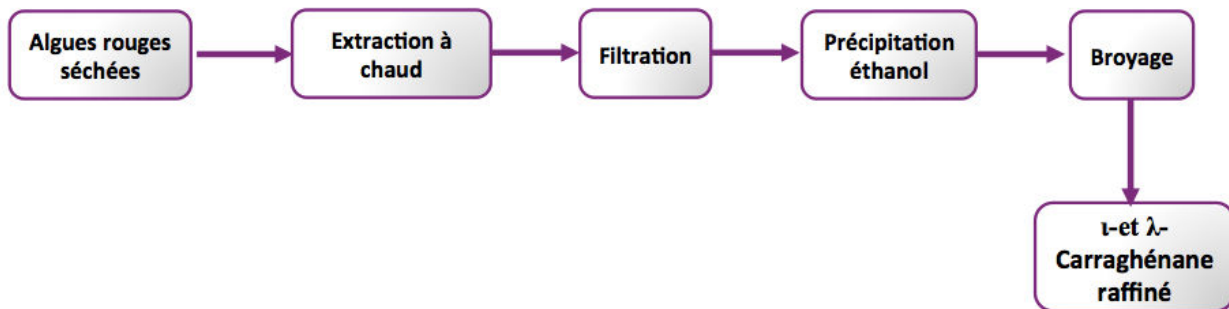 Algues rouges
séchées
Extraction à
chaud
Filtration
Précipitation
éthanol
Broyage
ι-et λ-
Carraghénane
raffiné